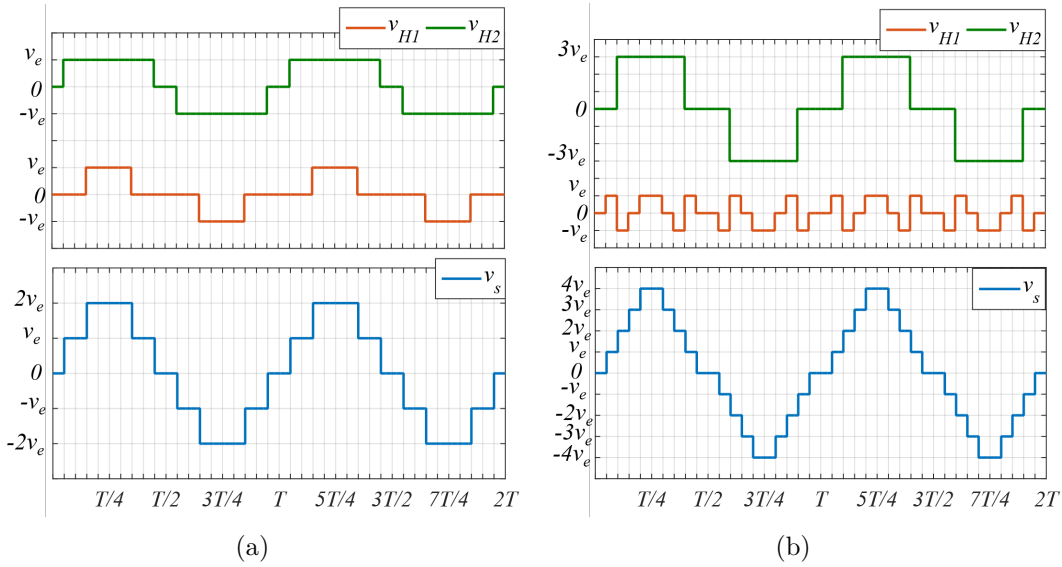 v_H1 v_H2
v_e
0
-v_e
v_e
0
-v_e
v_s
2v_e
v_e
0
-v_e
-2v_e
T/4 T/2 3T/4 T 5T/4 3T/2 7T/4 2T
(a)
v_H1 v_H2
3v_e
0
-3v_e
v_e
0
-v_e
v_s
4v_e
3v_e
2v_e
v_e
0
-v_e
-2v_e
-3v_e
-4v_e
T/4 T/2 3T/4 T 5T/4 3T/2 7T/4 2T
(b)